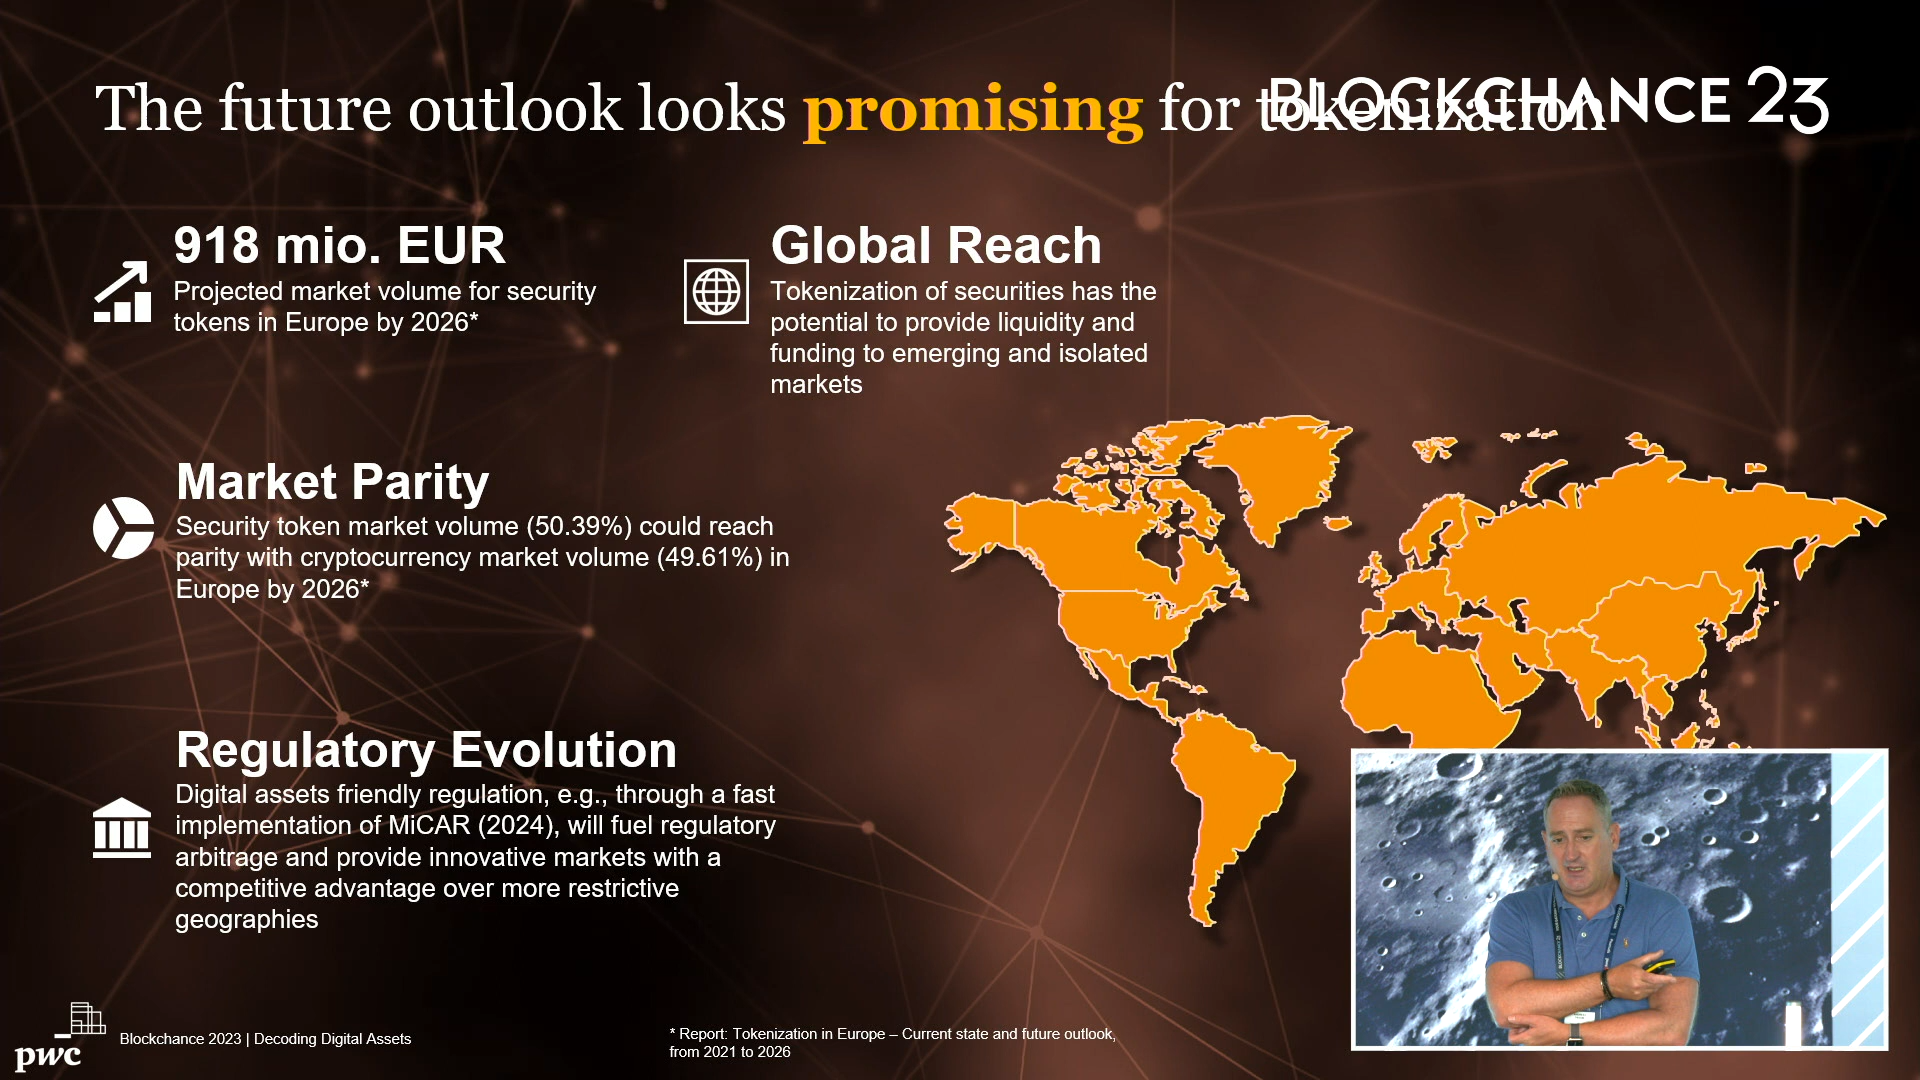 The future outlook looks promising for tokenization
BLOCKCHANCE 23
918 mio. EUR
Projected market volume for security
tokens in Europe by 2026*
Global Reach
Tokenization of securities has the
potential to provide liquidity and
funding to emerging and isolated
markets
Market Parity
Security token market volume (50.39%) could reach
parity with cryptocurrency market volume (49.61%) in
Europe by 2026*
Regulatory Evolution
Digital assets friendly regulation, e.g., through a fast
implementation of MiCAR (2024), will fuel regulatory
arbitrage and provide innovative markets with a
competitive advantage over more restrictive
geographies
pwc
Blockchance 2023 | Decoding Digital Assets
* Report: Tokenization in Europe – Current state and future outlook,
from 2021 to 2026